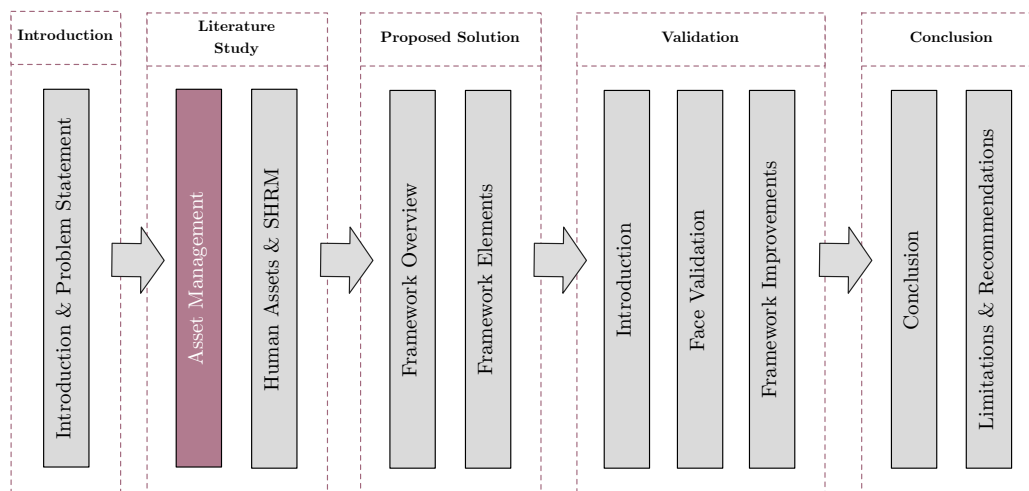 Introduction
Introduction & Problem Statement
Literature
Study
Asset Management
Human Assets & SHRM
Proposed Solution
Framework Overview
Framework Elements
Validation
Introduction
Face Validation
Framework Improvements
Conclusion
Conclusion
Limitations & Recommendations